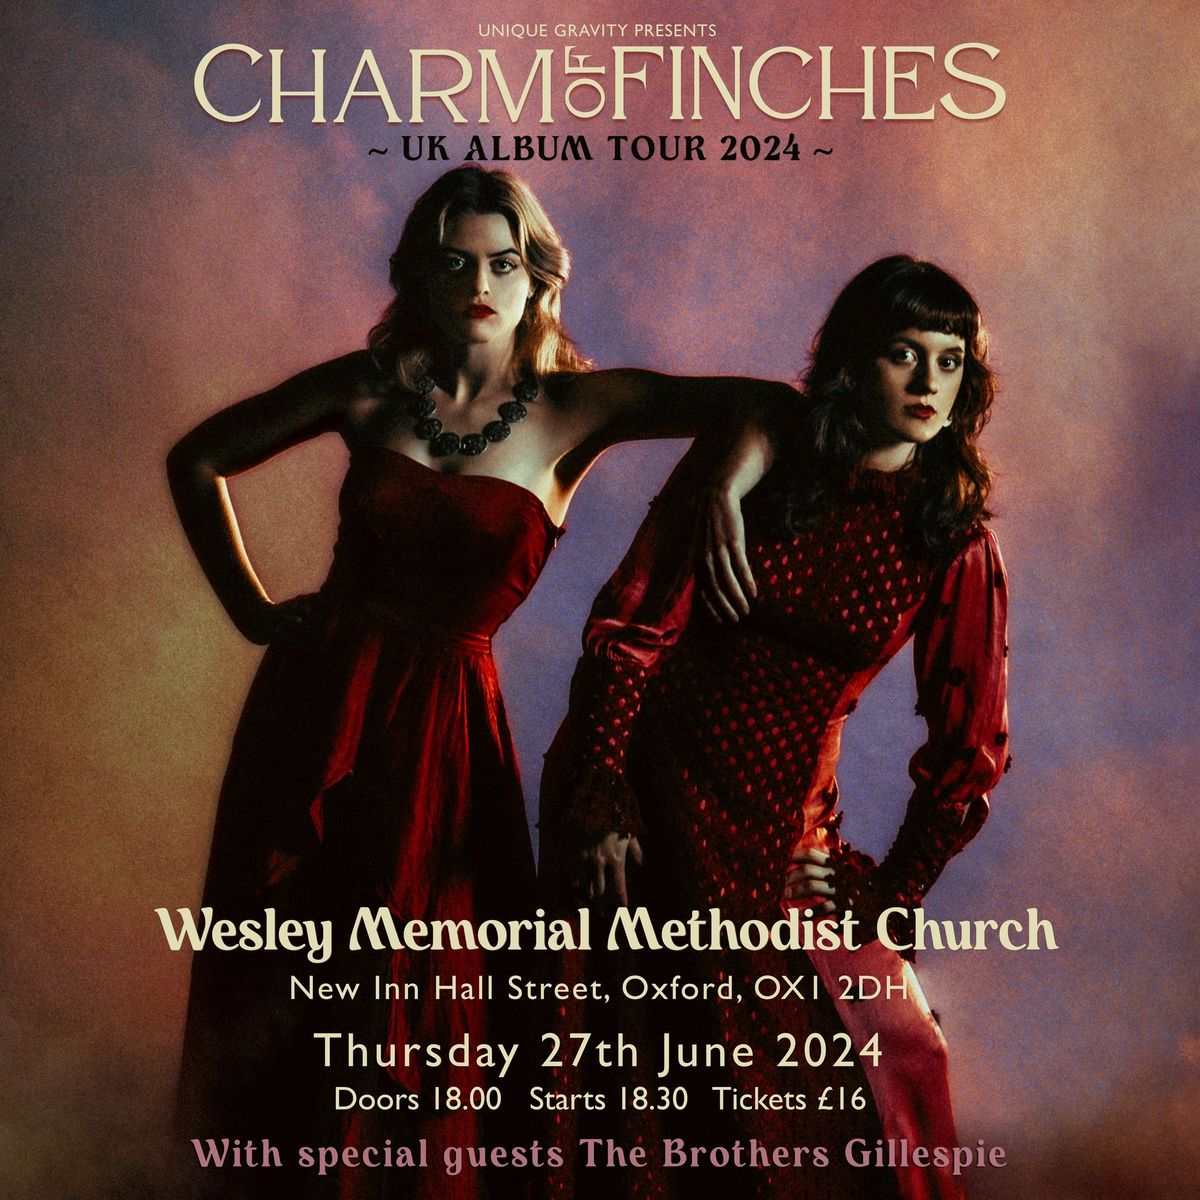 UNIQUE GRAVITY PRESENTS
CHARM OF FINCHES
~ UK ALBUM TOUR 2024 ~
Wesley Memorial Methodist Church
New Inn Hall Street, Oxford, OX1 2DH
Thursday 27th June 2024
Doors 18.00 Starts 18.30 Tickets £16
With special guests The Brothers Gillespie